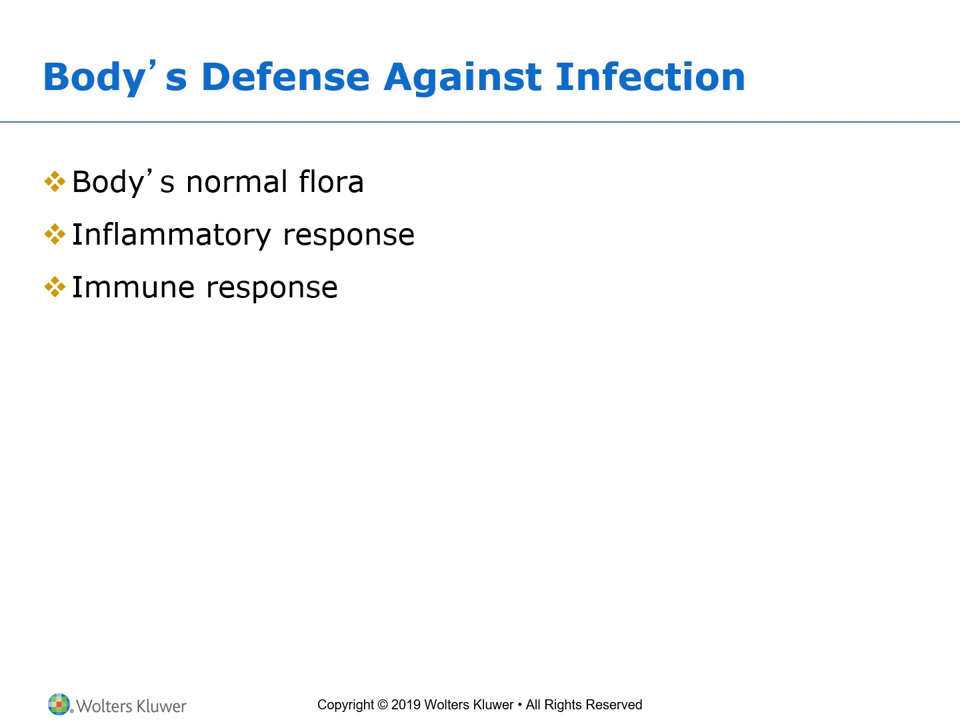 Body’s Defense Against Infection
❖Body’s normal flora
❖Inflammatory response
❖Immune response
Wolters Kluwer
Copyright © 2019 Wolters Kluwer • All Rights Reserved